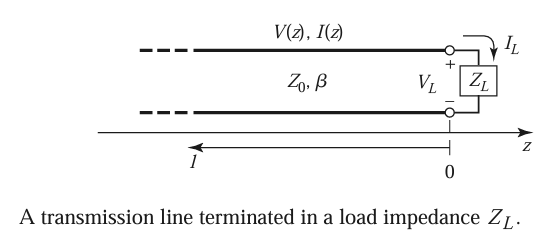 V(z), I(z)
I_L
+
Z_0, β
V_L
Z_L
−
l
z
0
A transmission line terminated in a load impedance Z_L.